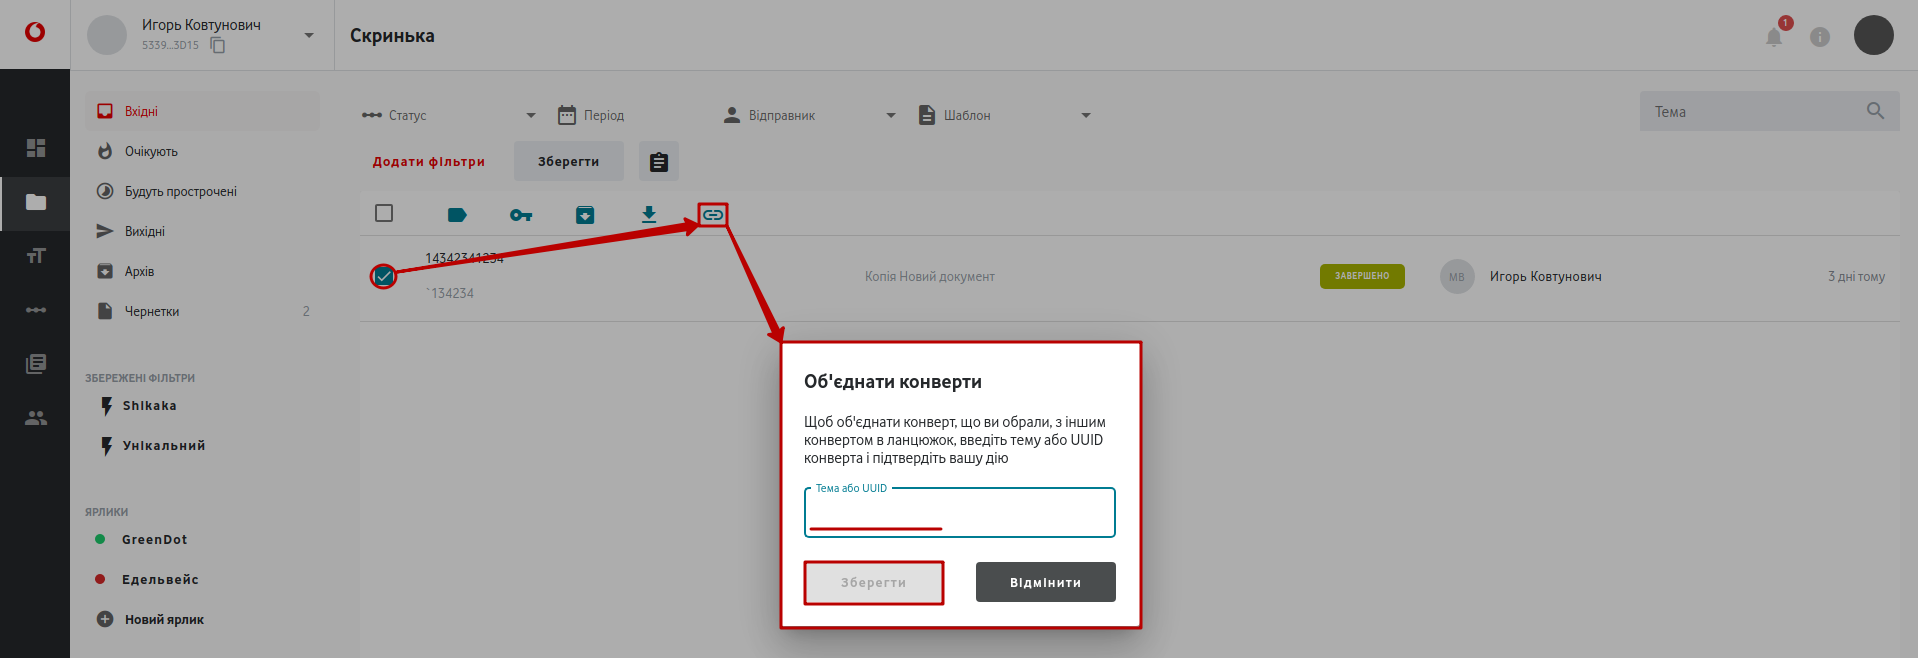 Игорь Ковтунович
5339...3D15
Скринька
1
Вхідні
Очікують
Будуть прострочені
Вихідні
Архів
Чернетки 2
ЗБЕРЕЖЕНІ ФІЛЬТРИ
Shikaka
Унікальний
ЯРЛИКИ
GreenDot
Едельвейс
Новий ярлик
Статус Період Відправник Шаблон Тема
Додати фільтри Зберегти
14342341234
`134234
Копія Новий документ
ЗАВЕРШЕНО
МВ
Игорь Ковтунович
3 дні тому
Об'єднати конверти
Щоб об'єднати конверт, що ви обрали, з іншим
конвертом в ланцюжок, введіть тему або UUID
конверта і підтвердіть вашу дію
Тема або UUID
Зберегти Відмінити